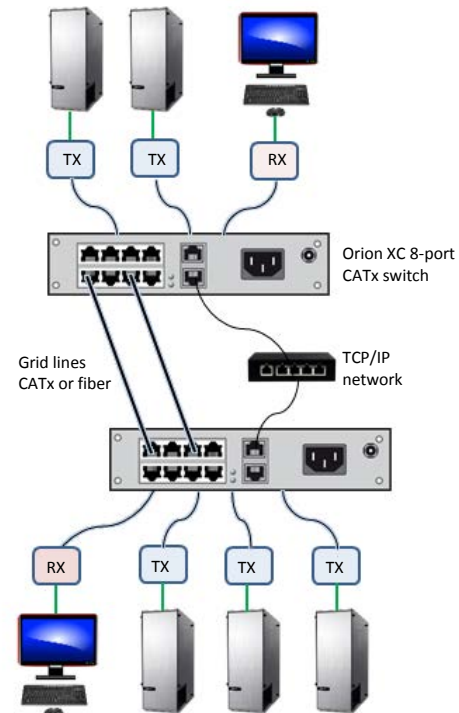 TX
TX
RX
Orion XC 8-port
CATx switch
Grid lines
CATx or fiber
TCP/IP
network
RX
TX
TX
TX